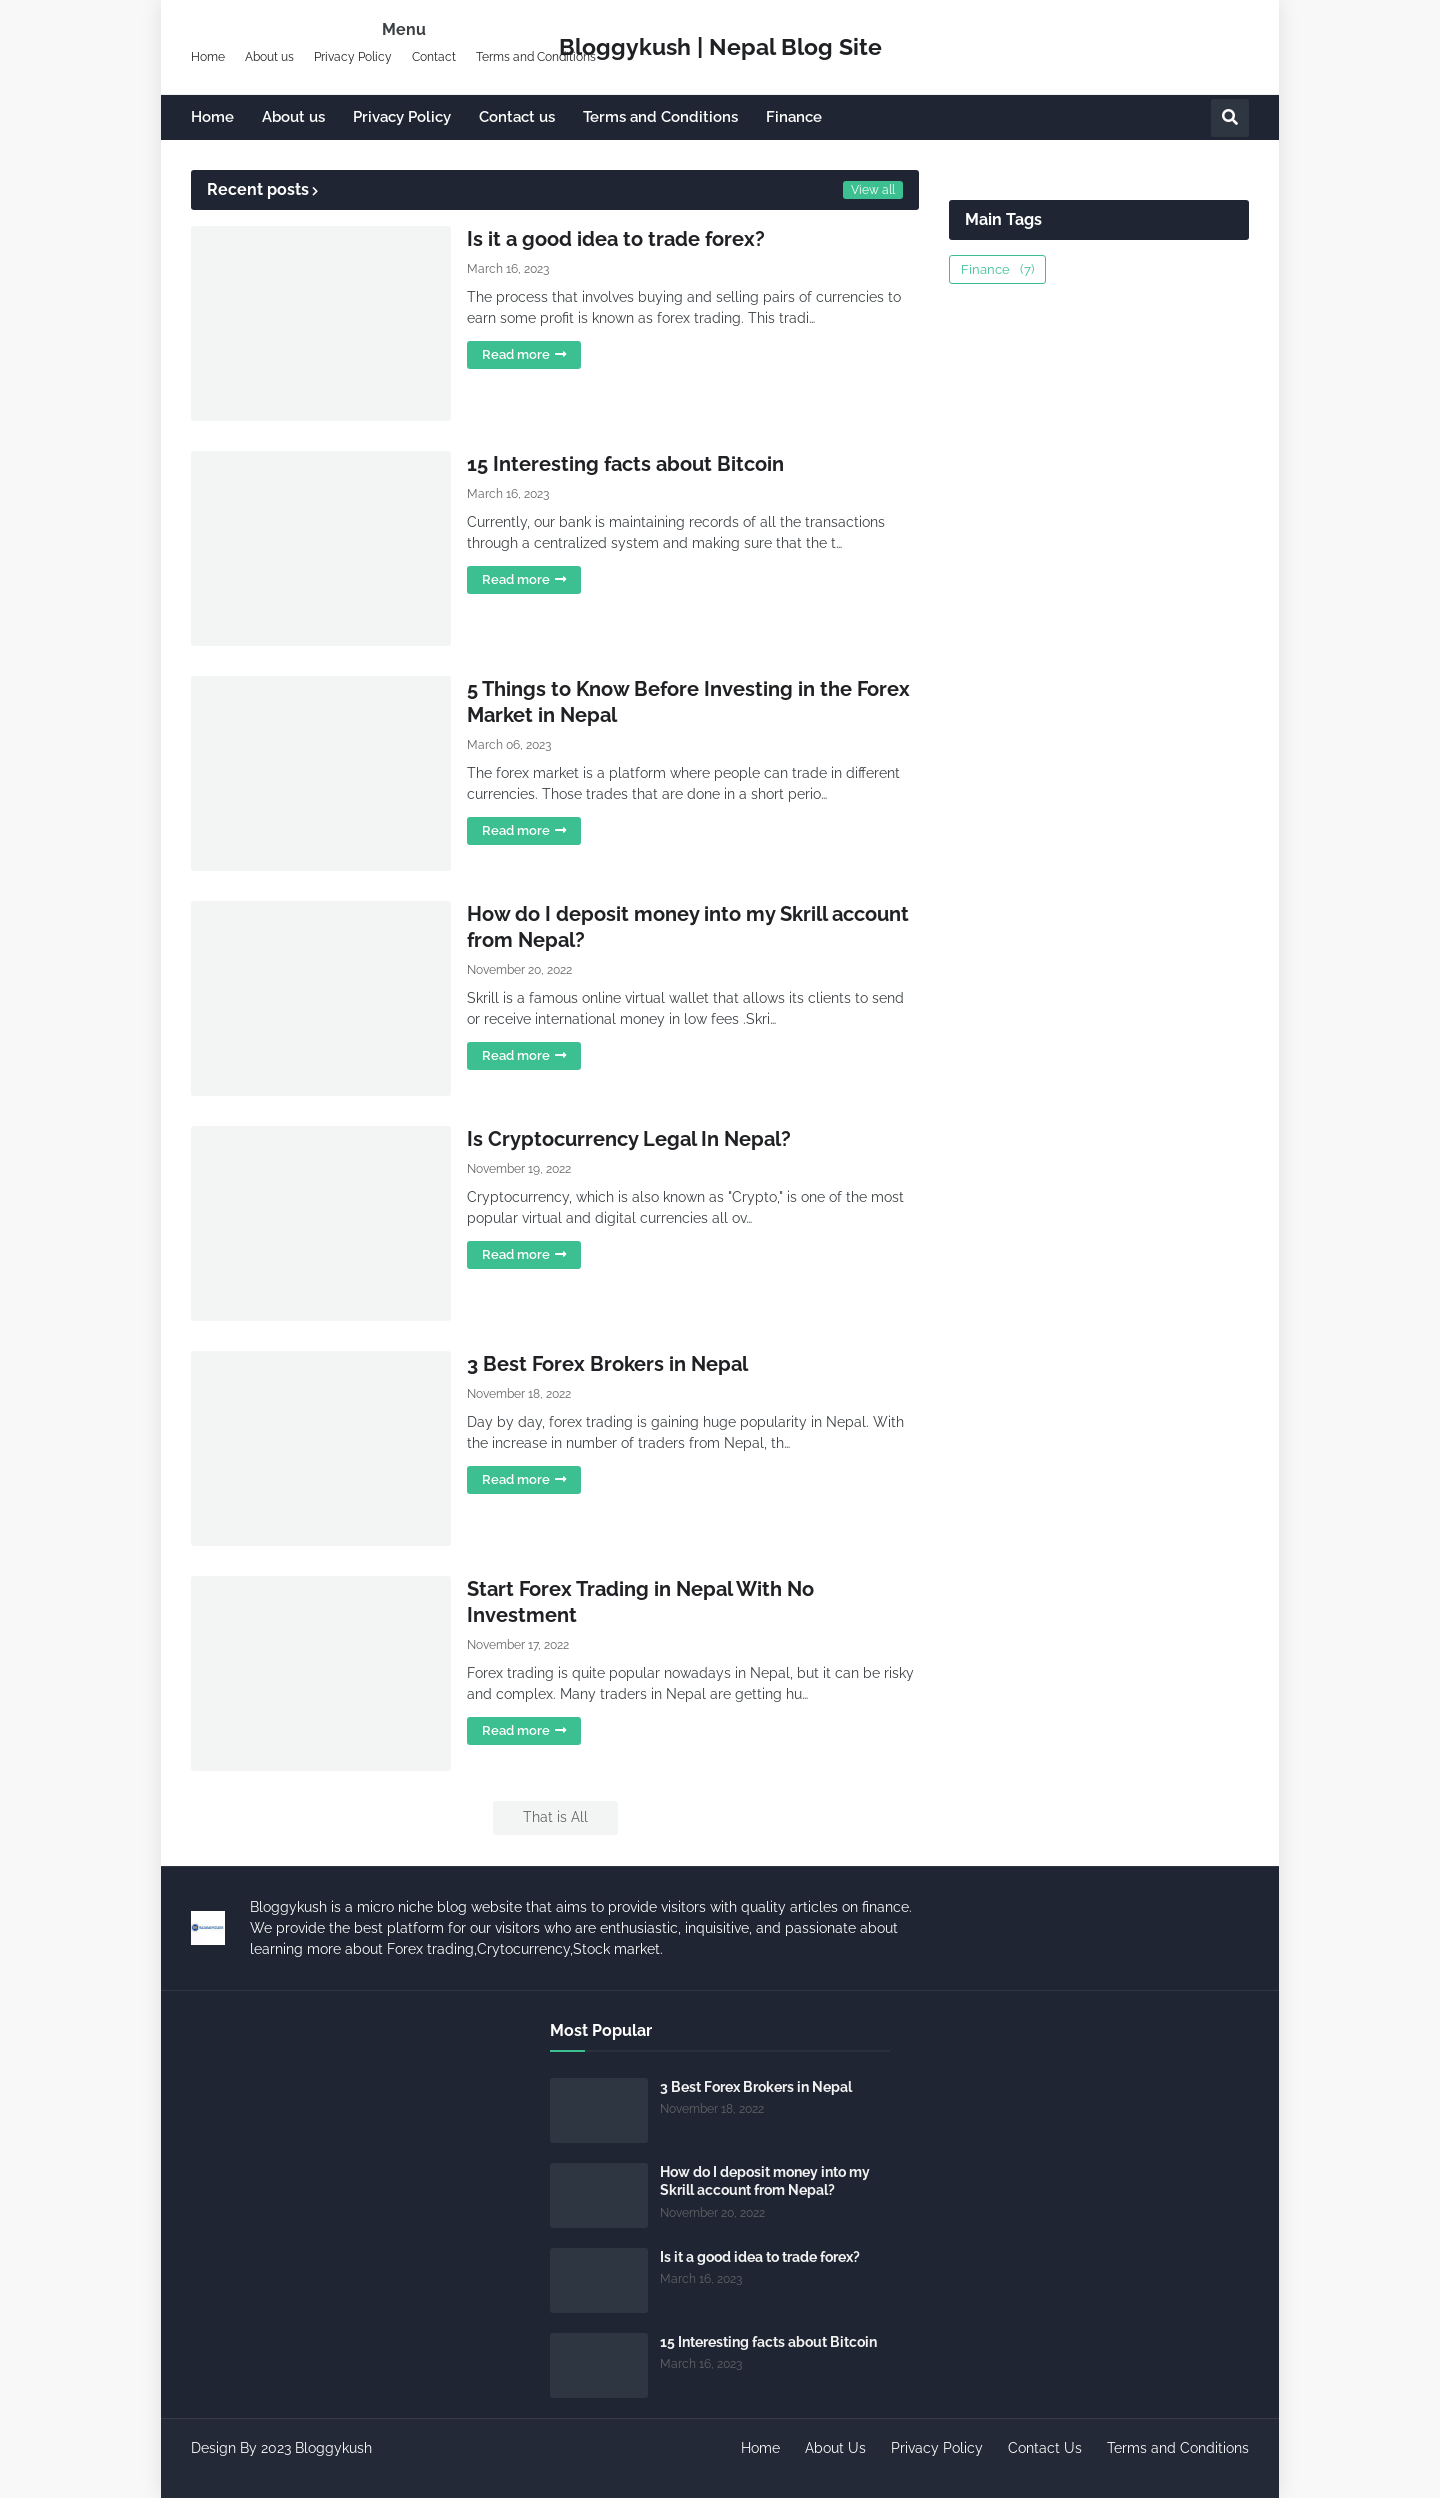 Menu
Home About us Privacy Policy Contact Terms and Conditions
Bloggykush | Nepal Blog Site
Home About us Privacy Policy Contact us Terms and Conditions Finance
Recent posts
View all
Is it a good idea to trade forex?
March 16, 2023
The process that involves buying and selling pairs of currencies to
earn some profit is known as forex trading. This tradi…
Read more
15 Interesting facts about Bitcoin
March 16, 2023
Currently, our bank is maintaining records of all the transactions
through a centralized system and making sure that the t…
Read more
5 Things to Know Before Investing in the Forex
Market in Nepal
March 06, 2023
The forex market is a platform where people can trade in different
currencies. Those trades that are done in a short perio…
Read more
How do I deposit money into my Skrill account
from Nepal?
November 20, 2022
Skrill is a famous online virtual wallet that allows its clients to send
or receive international money in low fees .Skri…
Read more
Is Cryptocurrency Legal In Nepal?
November 19, 2022
Cryptocurrency, which is also known as "Crypto," is one of the most
popular virtual and digital currencies all ov…
Read more
3 Best Forex Brokers in Nepal
November 18, 2022
Day by day, forex trading is gaining huge popularity in Nepal. With
the increase in number of traders from Nepal, th…
Read more
Start Forex Trading in Nepal With No
Investment
November 17, 2022
Forex trading is quite popular nowadays in Nepal, but it can be risky
and complex. Many traders in Nepal are getting hu…
Read more
That is All
Main Tags
Finance (7)
Bloggykush is a micro niche blog website that aims to provide visitors with quality articles on finance.
We provide the best platform for our visitors who are enthusiastic, inquisitive, and passionate about
learning more about Forex trading,Crytocurrency,Stock market.
Most Popular
3 Best Forex Brokers in Nepal
November 18, 2022
How do I deposit money into my
Skrill account from Nepal?
November 20, 2022
Is it a good idea to trade forex?
March 16, 2023
15 Interesting facts about Bitcoin
March 16, 2023
Design By 2023 Bloggykush
Home About Us Privacy Policy Contact Us Terms and Conditions